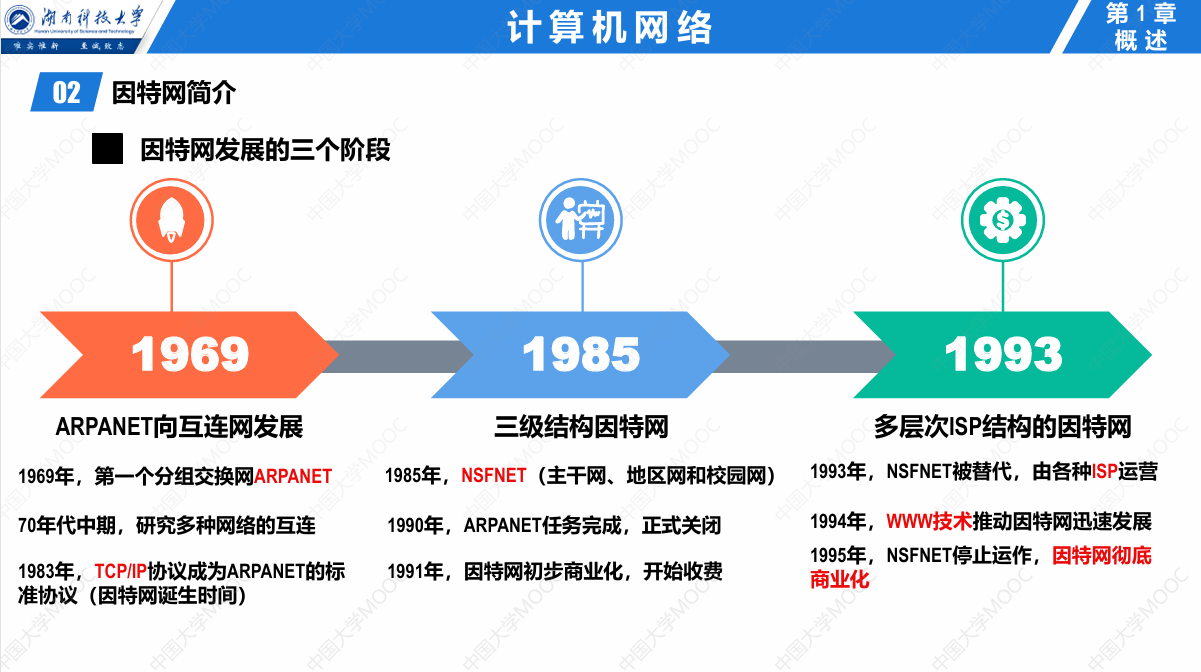 湖南科技大学
Hunan University of Science and Technology
唯实惟新 至诚致志
计算机网络
第 1 章
概 述
02 因特网简介
因特网发展的三个阶段
1969
1985
1993
ARPANET向互连网发展
1969年，第一个分组交换网ARPANET
70年代中期，研究多种网络的互连
1983年，TCP/IP协议成为ARPANET的标
准协议（因特网诞生时间）
三级结构因特网
1985年，NSFNET（主干网、地区网和校园网）
1990年，ARPANET任务完成，正式关闭
1991年，因特网初步商业化，开始收费
多层次ISP结构的因特网
1993年，NSFNET被替代，由各种ISP运营
1994年，WWW技术推动因特网迅速发展
1995年，NSFNET停止运作，因特网彻底
商业化
中国大学MOOC